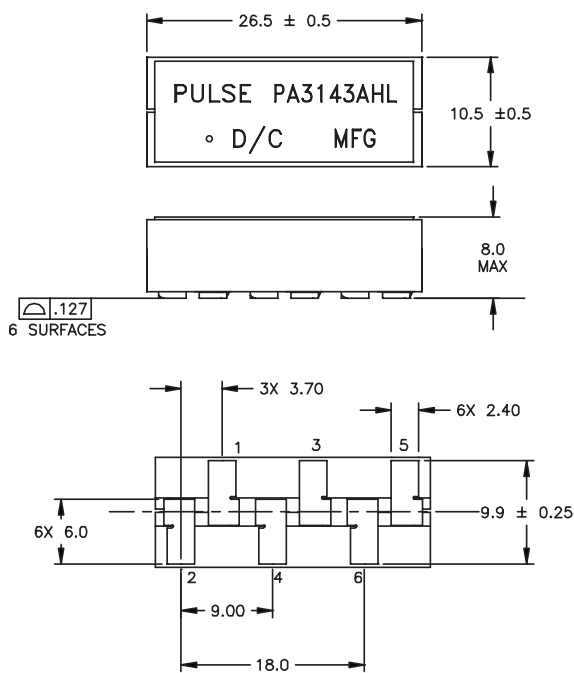 26.5 ± 0.5
PULSE PA3143AHL
° D/C MFG
10.5 ±0.5
8.0
MAX
.127
6 SURFACES
3X 3.70
6X 2.40
1
3
5
6X 6.0
9.9 ± 0.25
2
4
6
9.00
18.0